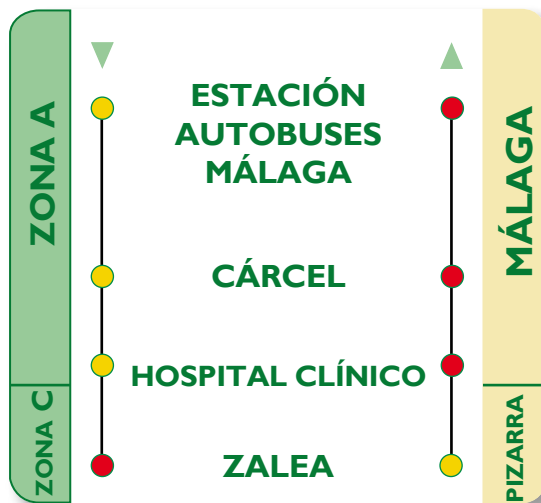 ZONA A
ESTACIÓN
AUTOBUSES
MÁLAGA
MÁLAGA
CÁRCEL
HOSPITAL CLÍNICO
ZONA C
ZALEA
PIZARRA